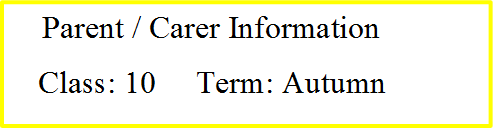 Parent / Carer Information
Class: 10 Term: Autumn